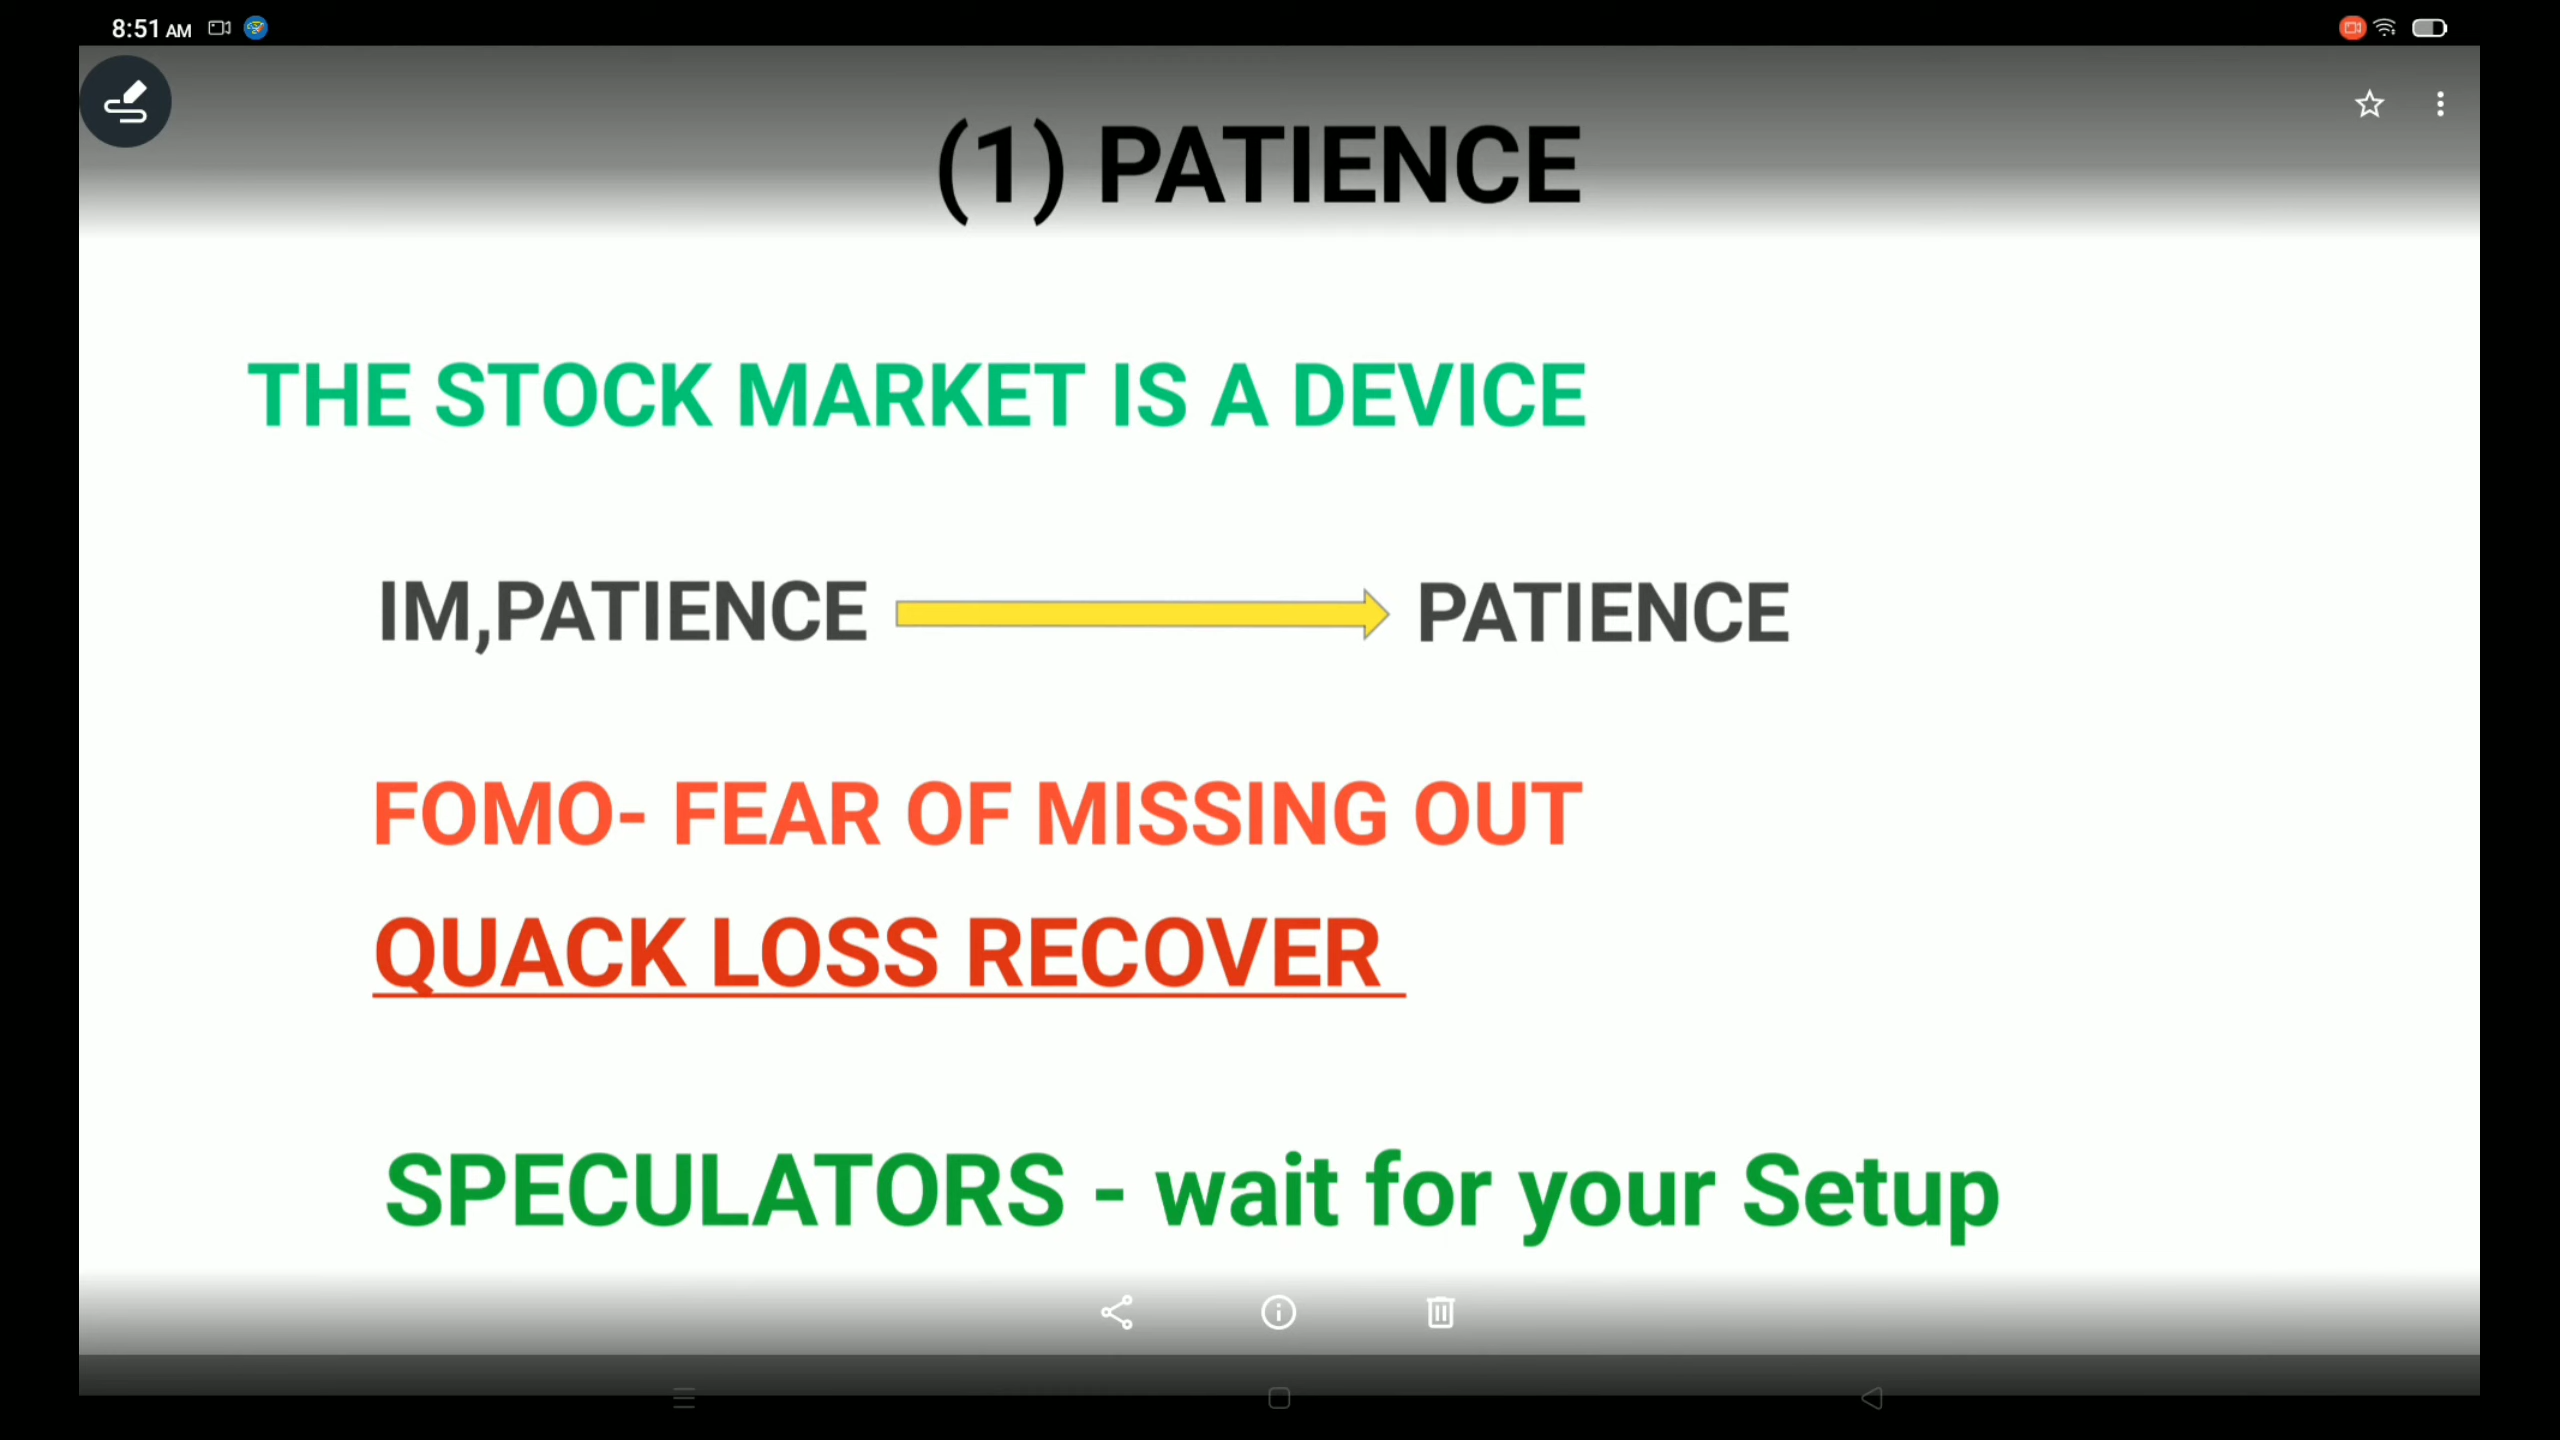 8:51 AM
(1) PATIENCE
THE STOCK MARKET IS A DEVICE
IM,PATIENCE PATIENCE
FOMO- FEAR OF MISSING OUT
QUACK LOSS RECOVER
SPECULATORS - wait for your Setup